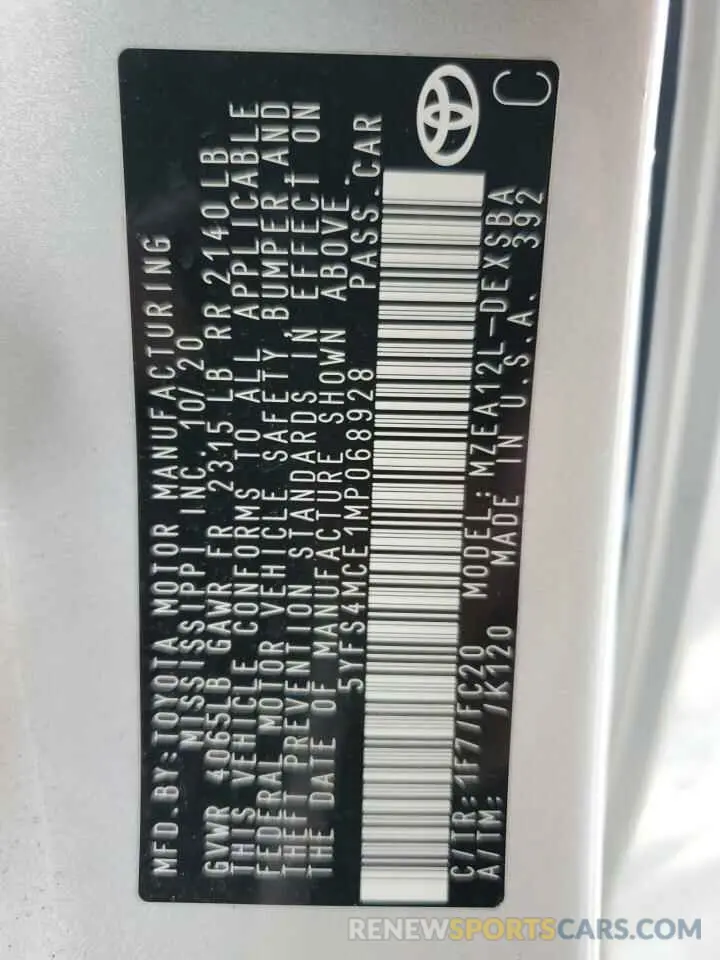 MFD.BY:TOYOTA MOTOR MANUFACTURING
MISSISSIPPI INC. 10/20
GVWR 4065LB GAWR FR 2315 LB RR 2140LB
THIS VEHICLE CONFORMS TO ALL APPLICABLE
FEDERAL MOTOR VEHICLE SAFETY, BUMPER AND
THEFT PREVENTION STANDARDS IN EFFECT ON
THE DATE OF MANUFACTURE SHOWN ABOVE.
5YFS4MCE1MP068928 PASS.CAR
C/TR:1F7/FC20 MODEL:MZEA12L-DEXSBA
A/TM: /K120 MADE IN U.S.A. 392
C
RENEWSPORTSCARS.COM